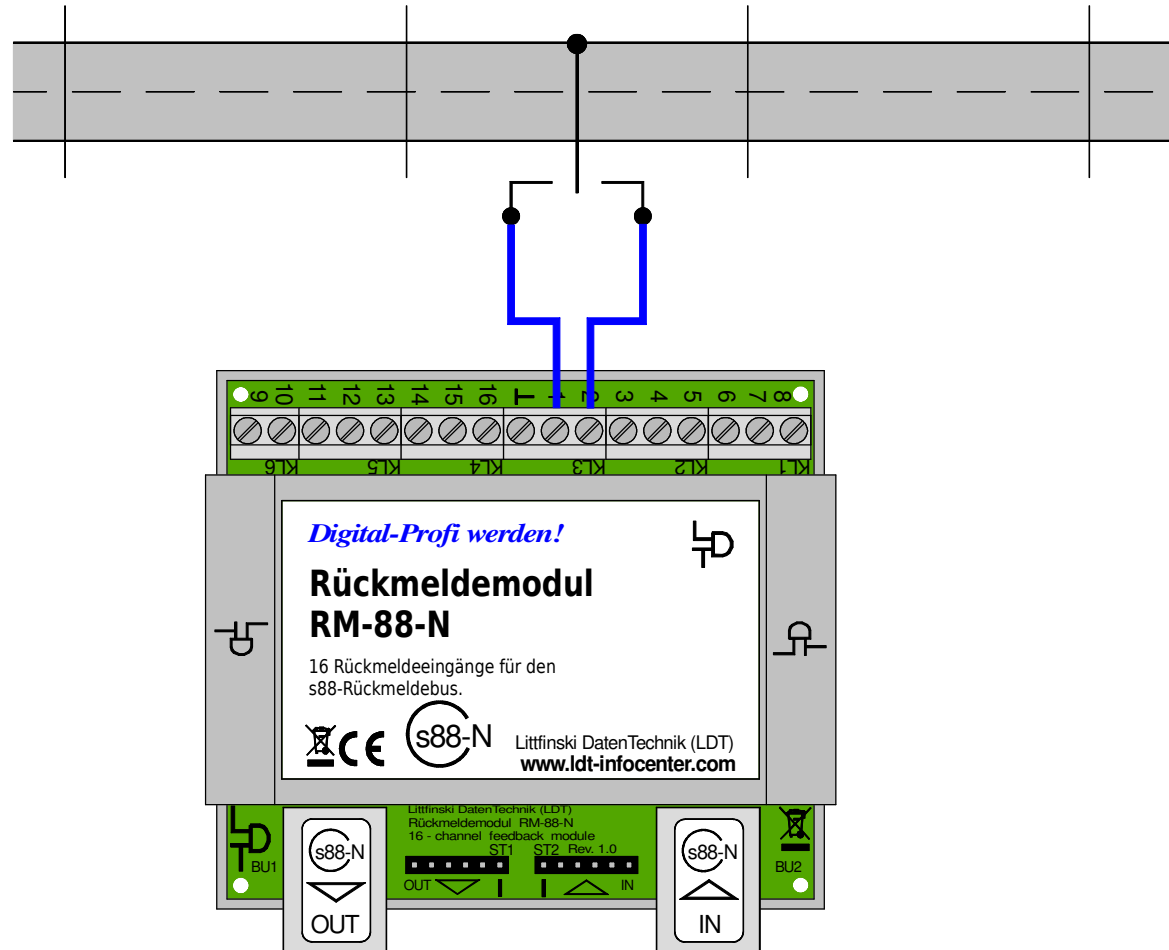 9 10 11 12 13 14 15 16 ⊥ 1 2 3 4 5 6 7 8
KL6 KL5 KL4 KL3 KL2 KL1
Digital-Profi werden!
LTD
Rückmeldemodul
RM-88-N
16 Rückmeldeeingänge für den
s88-Rückmeldebus.
CE s88-N
Littfinski DatenTechnik (LDT)
www.ldt-infocenter.com
Littfinski DatenTechnik (LDT)
Rückmeldemodul RM-88-N
16 - channel feedback module
ST1 ST2 Rev. 1.0
BU1 BU2
OUT IN
s88-N
OUT
s88-N
IN